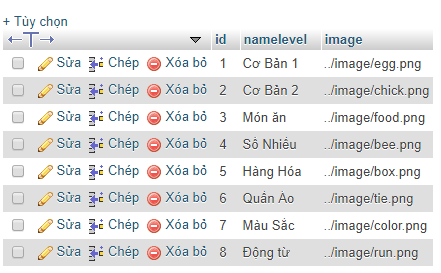 + Tùy chọn
id namelevel image
Sửa Chép Xóa bỏ 1 Cơ Bản 1 ../image/egg.png
Sửa Chép Xóa bỏ 2 Cơ Bản 2 ../image/chick.png
Sửa Chép Xóa bỏ 3 Món ăn ../image/food.png
Sửa Chép Xóa bỏ 4 Số Nhiều ../image/bee.png
Sửa Chép Xóa bỏ 5 Hàng Hóa ../image/box.png
Sửa Chép Xóa bỏ 6 Quần Áo ../image/tie.png
Sửa Chép Xóa bỏ 7 Màu Sắc ../image/color.png
Sửa Chép Xóa bỏ 8 Động từ ../image/run.png